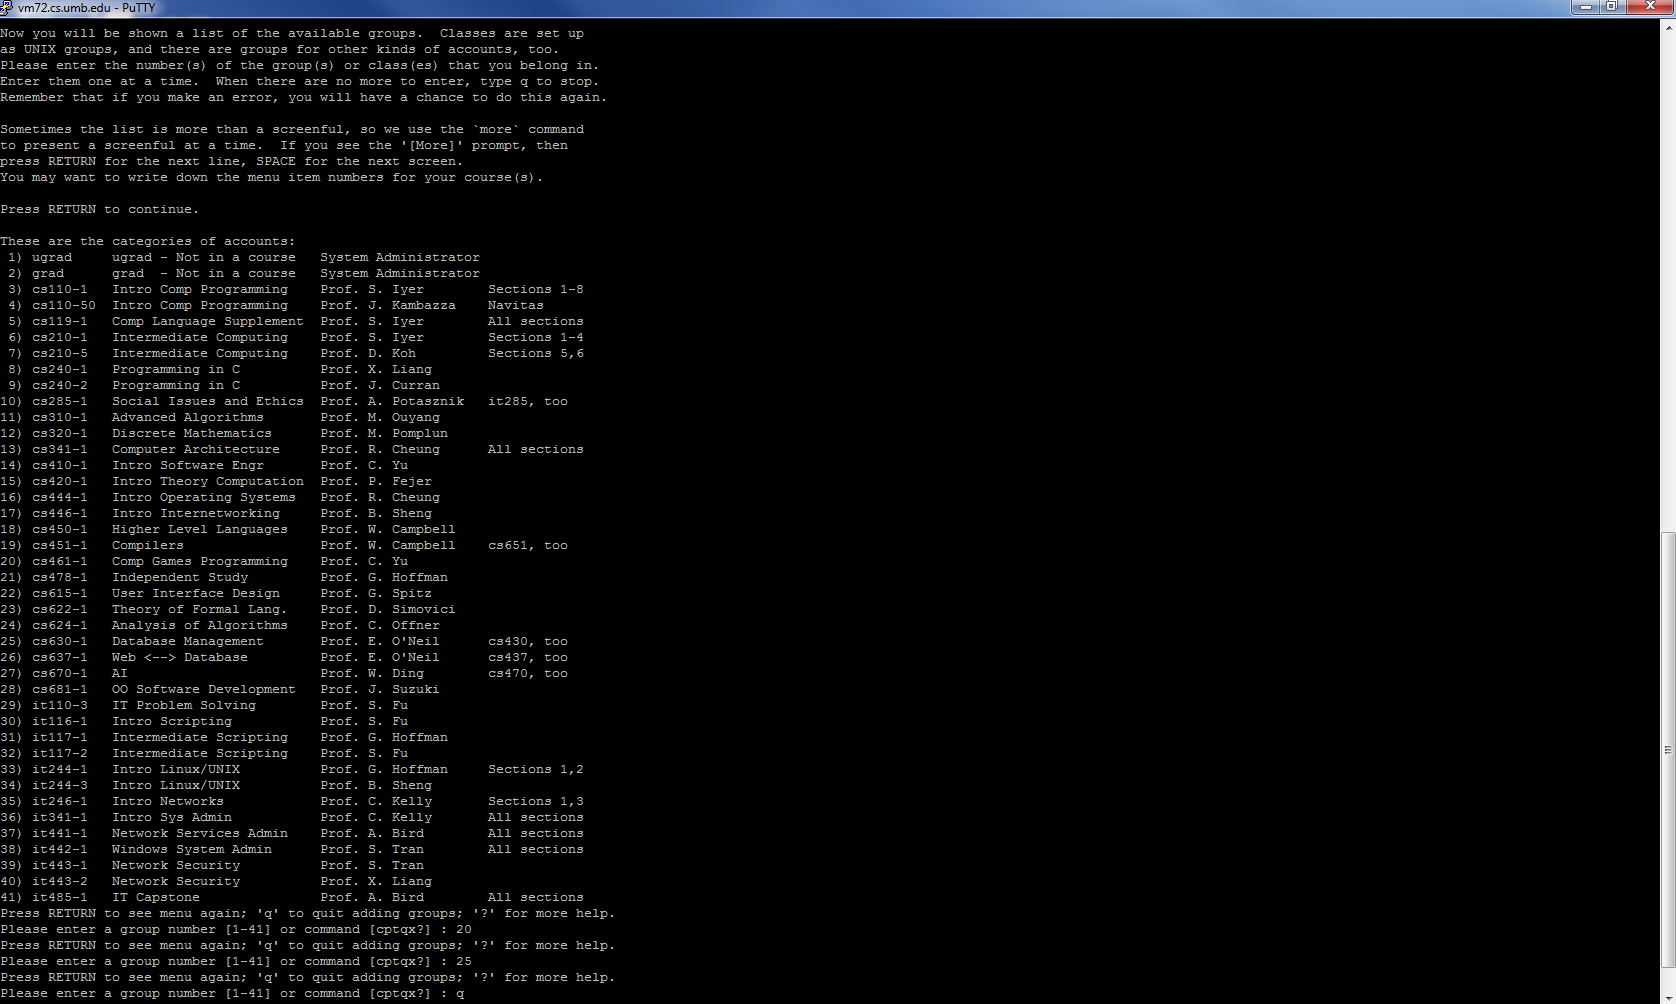 vm72.cs.umb.edu - PuTTY
Now you will be shown a list of the available groups.  Classes are set up
as UNIX groups, and there are groups for other kinds of accounts, too.
Please enter the number(s) of the group(s) or class(es) that you belong in.
Enter them one at a time.  When there are no more to enter, type q to stop.
Remember that if you make an error, you will have a chance to do this again.

Sometimes the list is more than a screenful, so we use the `more` command
to present a screenful at a time.  If you see the '[More]' prompt, then
press RETURN for the next line, SPACE for the next screen.
You may want to write down the menu item numbers for your course(s).

Press RETURN to continue.

These are the categories of accounts:
 1) ugrad     ugrad - Not in a course   System Administrator
 2) grad      grad  - Not in a course   System Administrator
 3) cs110-1   Intro Comp Programming    Prof. S. Iyer        Sections 1-8
 4) cs110-50  Intro Comp Programming    Prof. J. Kambazza    Navitas
 5) cs119-1   Comp Language Supplement  Prof. S. Iyer        All sections
 6) cs210-1   Intermediate Computing    Prof. S. Iyer        Sections 1-4
 7) cs210-5   Intermediate Computing    Prof. D. Koh         Sections 5,6
 8) cs240-1   Programming in C          Prof. X. Liang
 9) cs240-2   Programming in C          Prof. J. Curran
10) cs285-1   Social Issues and Ethics  Prof. A. Potasznik   it285, too
11) cs310-1   Advanced Algorithms       Prof. M. Ouyang
12) cs320-1   Discrete Mathematics      Prof. M. Pomplun
13) cs341-1   Computer Architecture     Prof. R. Cheung      All sections
14) cs410-1   Intro Software Engr       Prof. C. Yu
15) cs420-1   Intro Theory Computation  Prof. P. Fejer
16) cs444-1   Intro Operating Systems   Prof. R. Cheung
17) cs446-1   Intro Internetworking     Prof. B. Sheng
18) cs450-1   Higher Level Languages    Prof. W. Campbell
19) cs451-1   Compilers                 Prof. W. Campbell    cs651, too
20) cs461-1   Comp Games Programming    Prof. C. Yu
21) cs478-1   Independent Study         Prof. G. Hoffman
22) cs615-1   User Interface Design     Prof. G. Spitz
23) cs622-1   Theory of Formal Lang.    Prof. D. Simovici
24) cs624-1   Analysis of Algorithms    Prof. C. Offner
25) cs630-1   Database Management       Prof. E. O'Neil      cs430, too
26) cs637-1   Web <--> Database         Prof. E. O'Neil      cs437, too
27) cs670-1   AI                        Prof. W. Ding        cs470, too
28) cs681-1   OO Software Development   Prof. J. Suzuki
29) it110-3   IT Problem Solving        Prof. S. Fu
30) it116-1   Intro Scripting           Prof. S. Fu
31) it117-1   Intermediate Scripting    Prof. G. Hoffman
32) it117-2   Intermediate Scripting    Prof. S. Fu
33) it244-1   Intro Linux/UNIX          Prof. G. Hoffman     Sections 1,2
34) it244-3   Intro Linux/UNIX          Prof. B. Sheng
35) it246-1   Intro Networks            Prof. C. Kelly       Sections 1,3
36) it341-1   Intro Sys Admin           Prof. C. Kelly       All sections
37) it441-1   Network Services Admin    Prof. A. Bird        All sections
38) it442-1   Windows System Admin      Prof. S. Tran        All sections
39) it443-1   Network Security          Prof. S. Tran
40) it443-2   Network Security          Prof. X. Liang
41) it485-1   IT Capstone               Prof. A. Bird        All sections
Press RETURN to see menu again; 'q' to quit adding groups; '?' for more help.
Please enter a group number [1-41] or command [cptqx?] : 20
Press RETURN to see menu again; 'q' to quit adding groups; '?' for more help.
Please enter a group number [1-41] or command [cptqx?] : 25
Press RETURN to see menu again; 'q' to quit adding groups; '?' for more help.
Please enter a group number [1-41] or command [cptqx?] : q